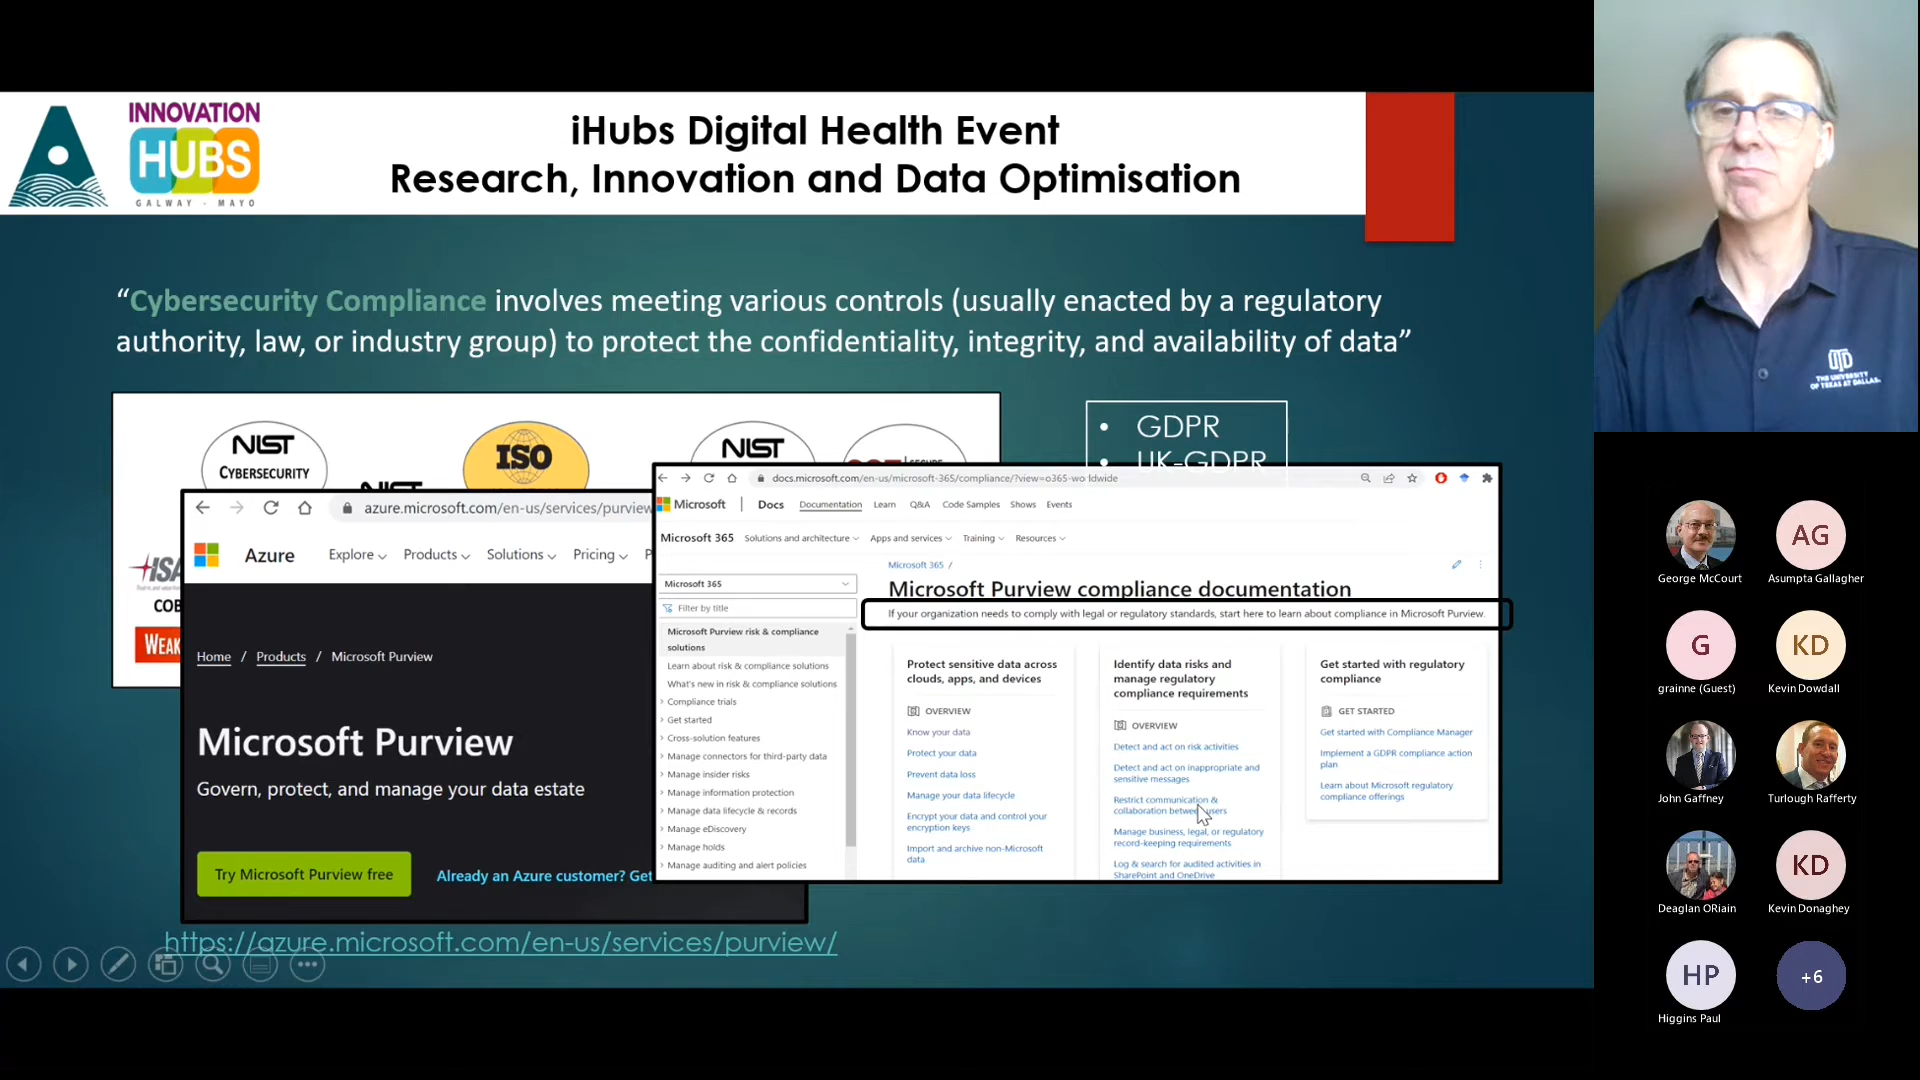 INNOVATION
HUBS
GALWAY - MAYO
iHubs Digital Health Event
Research, Innovation and Data Optimisation
“Cybersecurity Compliance involves meeting various controls (usually enacted by a regulatory
authority, law, or industry group) to protect the confidentiality, integrity, and availability of data”
NIST
CYBERSECURITY
ISO
NIST
GDPR
UK-GDPR
azure.microsoft.com/en-us/services/purview
Azure
Explore
Products
Solutions
Pricing
Home / Products / Microsoft Purview
Microsoft Purview
Govern, protect, and manage your data estate
Try Microsoft Purview free
Already an Azure customer? Get
docs.microsoft.com/en-us/microsoft-365/compliance/?view=o365-wo ldwide
Microsoft
Docs Documentation Learn Q&A Code Samples Shows Events
Microsoft 365 Solutions and architecture Apps and services Training Resources
Microsoft 365
Filter by title
Microsoft Purview risk & compliance
solutions
Learn about risk & compliance solutions
What's new in risk & compliance solutions
Compliance trials
Get started
Cross-solution features
Manage connectors for third-party data
Manage insider risks
Manage information protection
Manage data lifecycle & records
Manage eDiscovery
Manage holds
Manage auditing and alert policies
Microsoft 365 /
Microsoft Purview compliance documentation
If your organization needs to comply with legal or regulatory standards, start here to learn about compliance in Microsoft Purview.
Protect sensitive data across
clouds, apps, and devices
OVERVIEW
Know your data
Protect your data
Prevent data loss
Manage your data lifecycle
Encrypt your data and control your
encryption keys
Import and archive non-Microsoft
data
Identify data risks and
manage regulatory
compliance requirements
OVERVIEW
Detect and act on risk activities
Detect and act on inappropriate and
sensitive messages
Restrict communication &
collaboration between users
Manage business, legal, or regulatory
record-keeping requirements
Log & search for audited activities in
SharePoint and OneDrive
Get started with regulatory
compliance
GET STARTED
Get started with Compliance Manager
Implement a GDPR compliance action
plan
Learn about Microsoft regulatory
compliance offerings
https://azure.microsoft.com/en-us/services/purview/
UTD
THE UNIVERSITY
OF TEXAS AT DALLAS
George McCourt
AG
Asumpta Gallagher
G
grainne (Guest)
KD
Kevin Dowdall
John Gaffney
Turlough Rafferty
Deaglan ORiain
KD
Kevin Donaghey
HP
Higgins Paul
+6